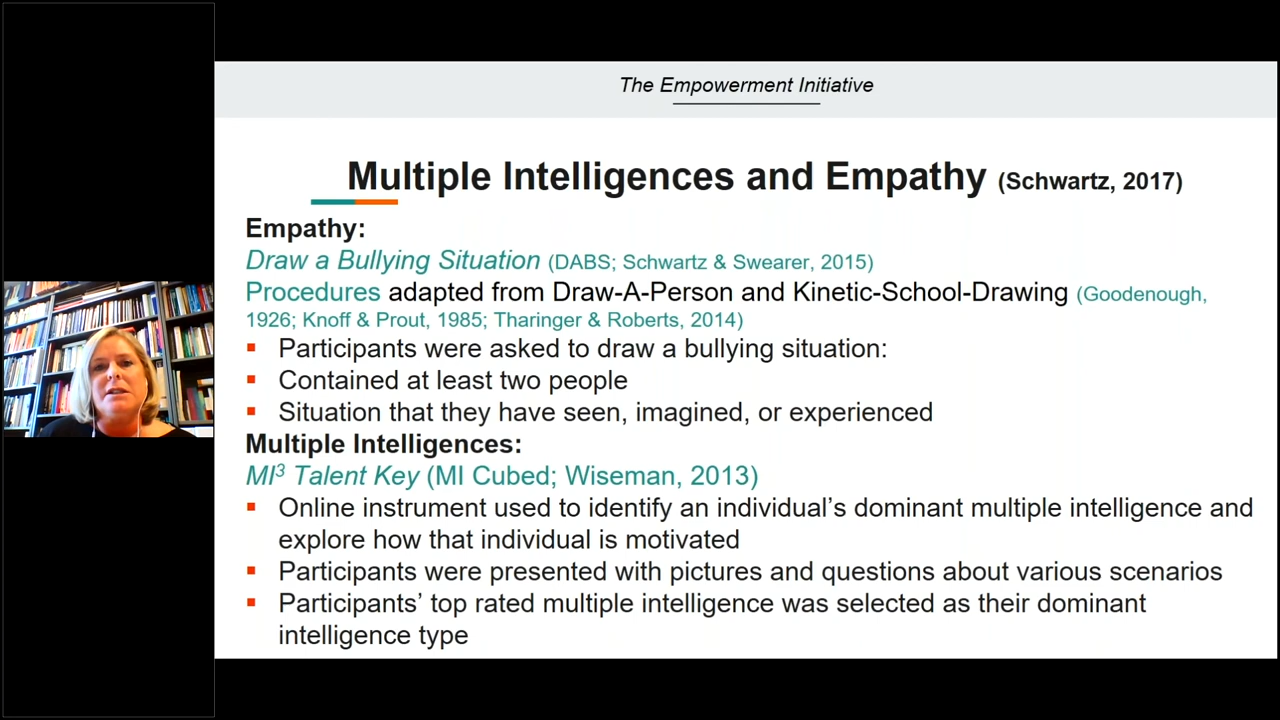 The Empowerment Initiative
Multiple Intelligences and Empathy (Schwartz, 2017)
Empathy:
Draw a Bullying Situation (DABS; Schwartz & Swearer, 2015)
Procedures adapted from Draw-A-Person and Kinetic-School-Drawing (Goodenough,
1926; Knoff & Prout, 1985; Tharinger & Roberts, 2014)
▪ Participants were asked to draw a bullying situation:
▪ Contained at least two people
▪ Situation that they have seen, imagined, or experienced
Multiple Intelligences:
MI³ Talent Key (MI Cubed; Wiseman, 2013)
▪ Online instrument used to identify an individual’s dominant multiple intelligence and
explore how that individual is motivated
▪ Participants were presented with pictures and questions about various scenarios
▪ Participants’ top rated multiple intelligence was selected as their dominant
intelligence type